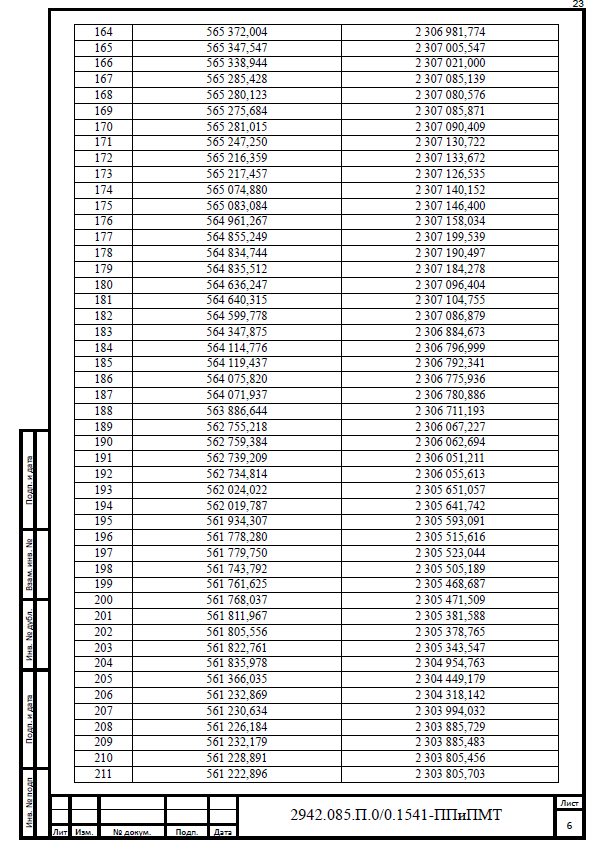 23
164 565 372,004 2 306 981,774
165 565 347,547 2 307 005,547
166 565 338,944 2 307 021,000
167 565 285,428 2 307 085,139
168 565 280,123 2 307 080,576
169 565 275,684 2 307 085,871
170 565 281,015 2 307 090,409
171 565 247,250 2 307 130,722
172 565 216,359 2 307 133,672
173 565 217,457 2 307 126,535
174 565 074,880 2 307 140,152
175 565 083,084 2 307 146,400
176 564 961,267 2 307 158,034
177 564 855,249 2 307 199,539
178 564 834,744 2 307 190,497
179 564 835,512 2 307 184,278
180 564 636,247 2 307 096,404
181 564 640,315 2 307 104,755
182 564 599,778 2 307 086,879
183 564 347,875 2 306 884,673
184 564 114,776 2 306 796,999
185 564 119,437 2 306 792,341
186 564 075,820 2 306 775,936
187 564 071,937 2 306 780,886
188 563 886,644 2 306 711,193
189 562 755,218 2 306 067,227
190 562 759,384 2 306 062,694
191 562 739,209 2 306 051,211
192 562 734,814 2 306 055,613
193 562 024,022 2 305 651,057
194 562 019,787 2 305 641,742
195 561 934,307 2 305 593,091
196 561 778,280 2 305 515,616
197 561 779,750 2 305 523,044
198 561 743,792 2 305 505,189
199 561 761,625 2 305 468,687
200 561 768,037 2 305 471,509
201 561 811,967 2 305 381,588
202 561 805,556 2 305 378,765
203 561 822,761 2 305 343,547
204 561 835,978 2 304 954,763
205 561 366,035 2 304 449,179
206 561 232,869 2 304 318,142
207 561 230,634 2 303 994,032
208 561 226,184 2 303 885,729
209 561 232,179 2 303 885,483
210 561 228,891 2 303 805,456
211 561 222,896 2 303 805,703
Подп. и дата
Взам. инв. №
Инв. № дубл.
Подп. и дата
Инв. № подп
Лит Изм. № докум. Подп. Дата
2942.085.П.0/0.1541-ППиПМТ
Лист
6